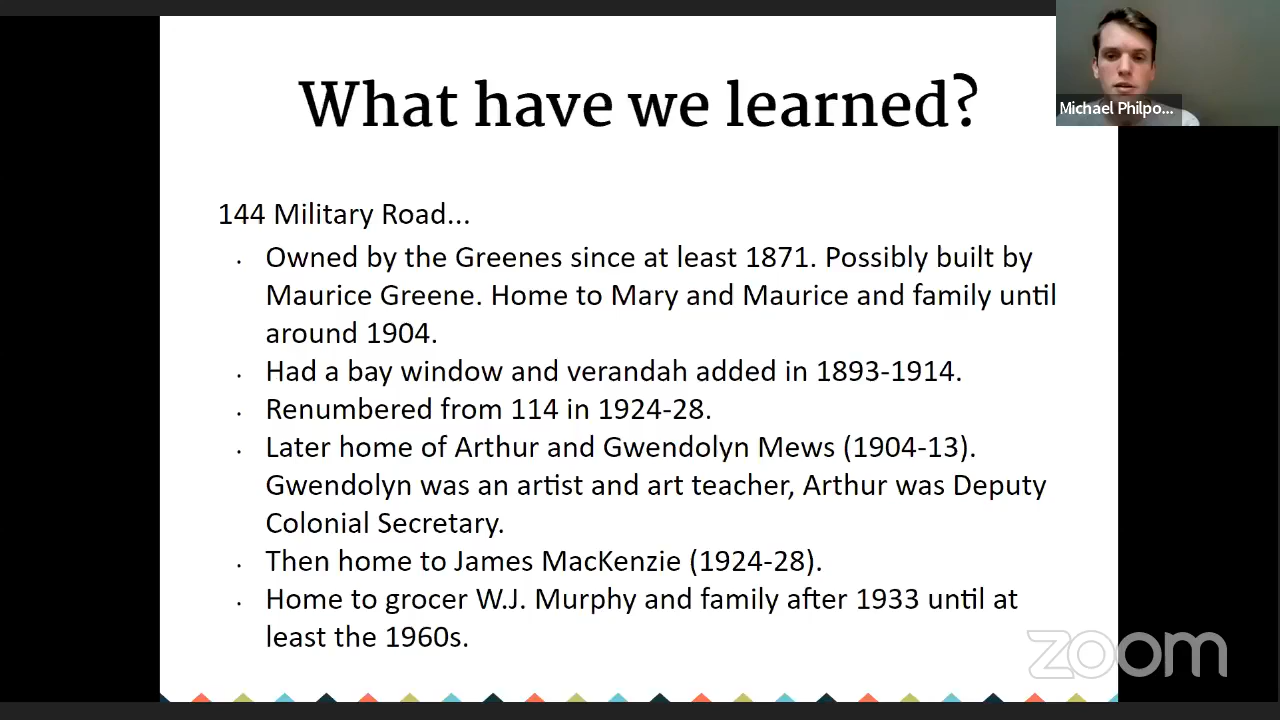 What have we learned?
Michael Philpo...
144 Military Road...
· Owned by the Greenes since at least 1871. Possibly built by
Maurice Greene. Home to Mary and Maurice and family until
around 1904.
· Had a bay window and verandah added in 1893-1914.
· Renumbered from 114 in 1924-28.
· Later home of Arthur and Gwendolyn Mews (1904-13).
Gwendolyn was an artist and art teacher, Arthur was Deputy
Colonial Secretary.
· Then home to James MacKenzie (1924-28).
· Home to grocer W.J. Murphy and family after 1933 until at
least the 1960s.
zoom